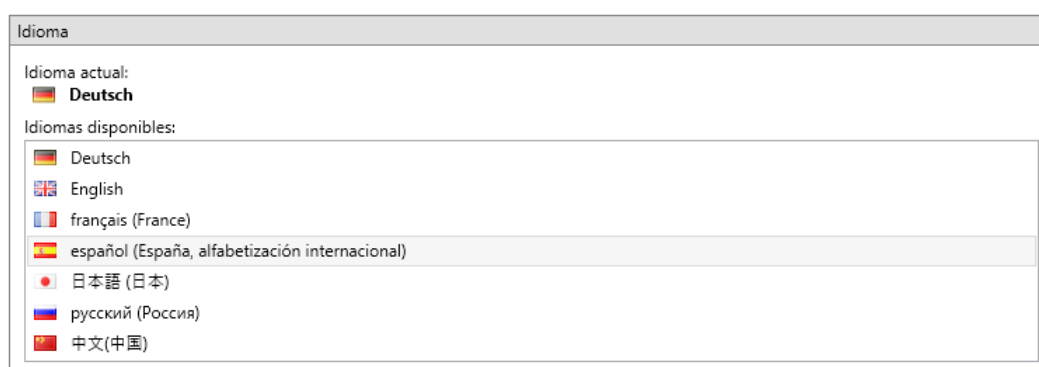 Idioma
Idioma actual:
Deutsch
Idiomas disponibles:
Deutsch
English
français (France)
español (España, alfabetización internacional)
日本語 (日本)
русский (Россия)
中文(中国)